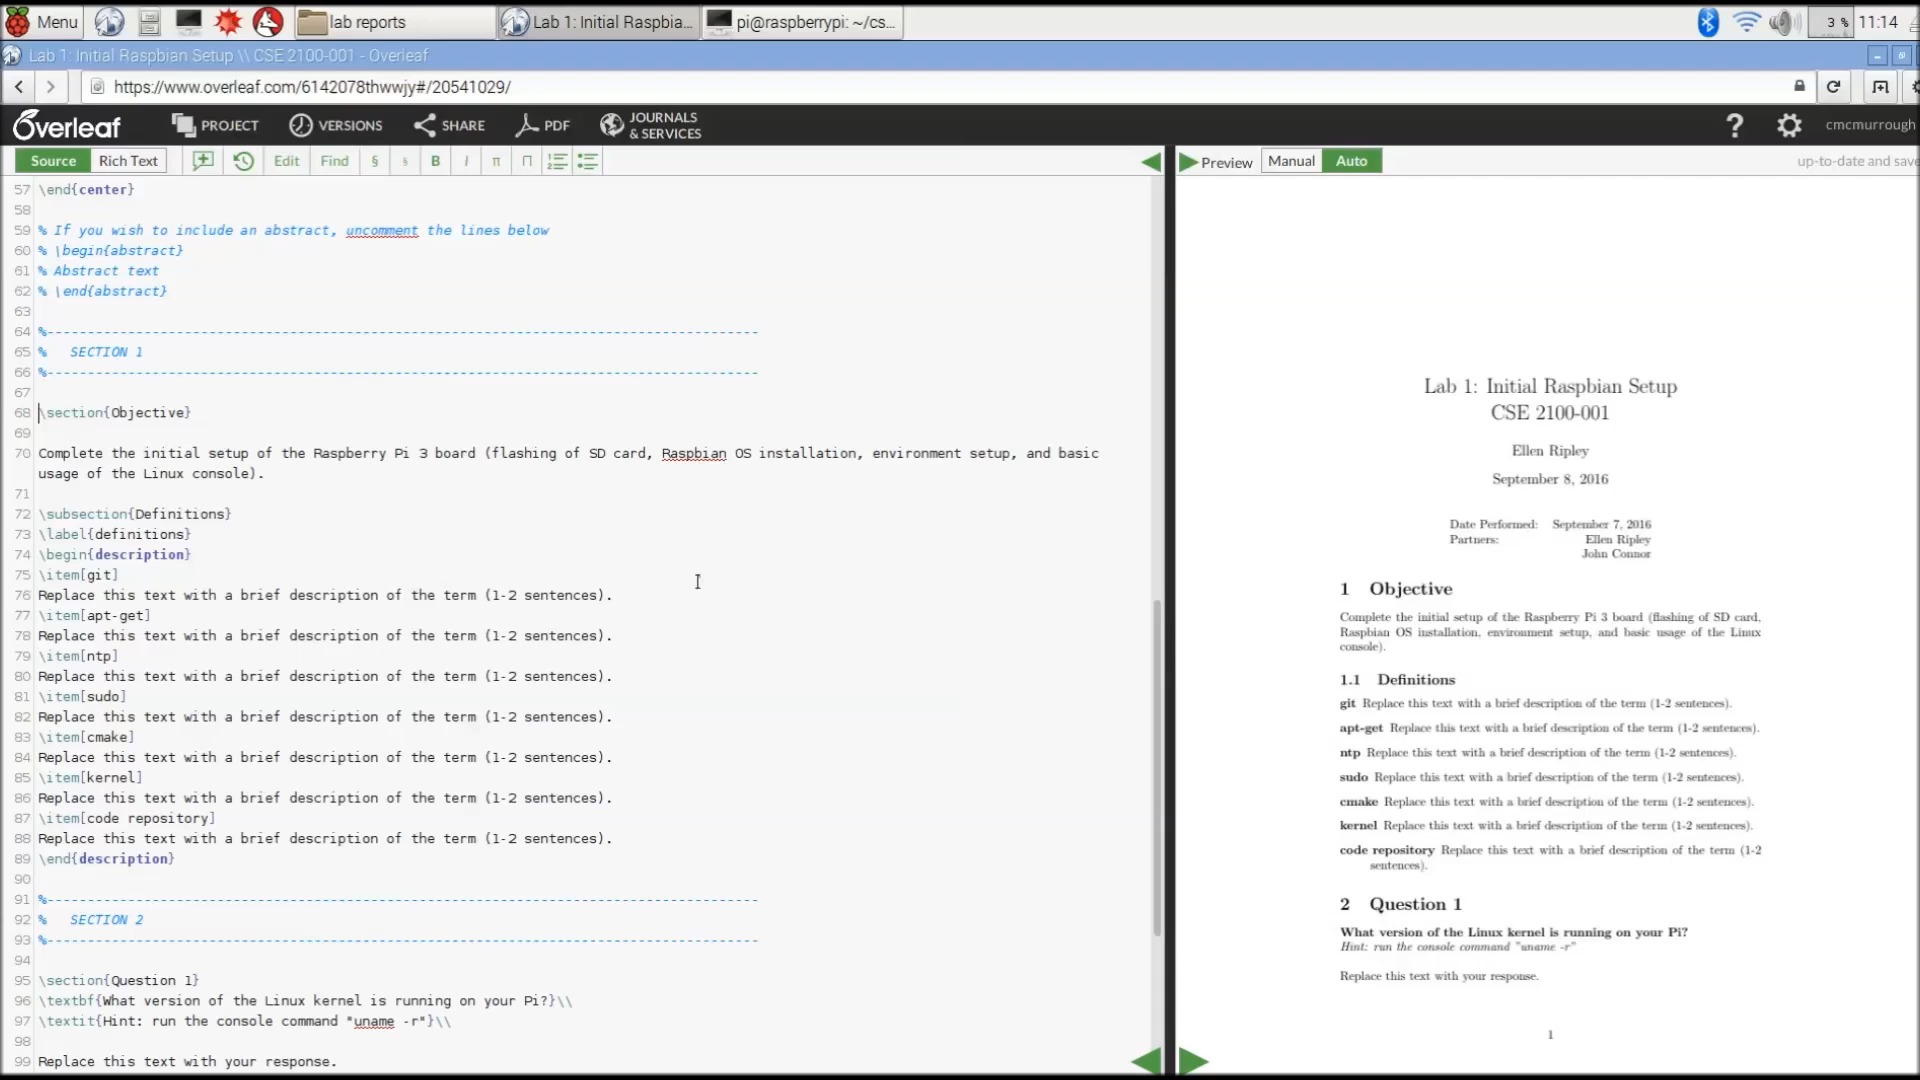 Menu
lab reports
Lab 1: Initial Raspbia...
pi@raspberrypi: ~/cs...
3 %
11:14
Lab 1: Initial Raspbian Setup \\ CSE 2100-001 - Overleaf
https://www.overleaf.com/6142078thwwjy#/20541029/
Overleaf
PROJECT
VERSIONS
SHARE
PDF
JOURNALS
& SERVICES
?
cmcmurrough
Source
Rich Text
Edit
Find
§
§
B
I
π
Π
Preview
Manual
Auto
up-to-date and save
57 \end{center}
58
59 % If you wish to include an abstract, uncomment the lines below
60 % \begin{abstract}
61 % Abstract text
62 % \end{abstract}
63
64 %----------------------------------------------------------------------------------------
65 %   SECTION 1
66 %----------------------------------------------------------------------------------------
67
68 \section{Objective}
69
70 Complete the initial setup of the Raspberry Pi 3 board (flashing of SD card, Raspbian OS installation, environment setup, and basic
usage of the Linux console).
71
72 \subsection{Definitions}
73 \label{definitions}
74 \begin{description}
75 \item[git]
76 Replace this text with a brief description of the term (1-2 sentences).
77 \item[apt-get]
78 Replace this text with a brief description of the term (1-2 sentences).
79 \item[ntp]
80 Replace this text with a brief description of the term (1-2 sentences).
81 \item[sudo]
82 Replace this text with a brief description of the term (1-2 sentences).
83 \item[cmake]
84 Replace this text with a brief description of the term (1-2 sentences).
85 \item[kernel]
86 Replace this text with a brief description of the term (1-2 sentences).
87 \item[code repository]
88 Replace this text with a brief description of the term (1-2 sentences).
89 \end{description}
90
91 %----------------------------------------------------------------------------------------
92 %   SECTION 2
93 %----------------------------------------------------------------------------------------
94
95 \section{Question 1}
96 \textbf{What version of the Linux kernel is running on your Pi?}\\
97 \textit{Hint: run the console command "uname -r"}\\
98
99 Replace this text with your response.
Lab 1: Initial Raspbian Setup
CSE 2100-001
Ellen Ripley
September 8, 2016
Date Performed: September 7, 2016
Partners: Ellen Ripley
John Connor
1 Objective
Complete the initial setup of the Raspberry Pi 3 board (flashing of SD card,
Raspbian OS installation, environment setup, and basic usage of the Linux
console).
1.1 Definitions
git Replace this text with a brief description of the term (1-2 sentences).
apt-get Replace this text with a brief description of the term (1-2 sentences).
ntp Replace this text with a brief description of the term (1-2 sentences).
sudo Replace this text with a brief description of the term (1-2 sentences).
cmake Replace this text with a brief description of the term (1-2 sentences).
kernel Replace this text with a brief description of the term (1-2 sentences).
code repository Replace this text with a brief description of the term (1-2
sentences).
2 Question 1
What version of the Linux kernel is running on your Pi?
Hint: run the console command "uname -r"
Replace this text with your response.
1